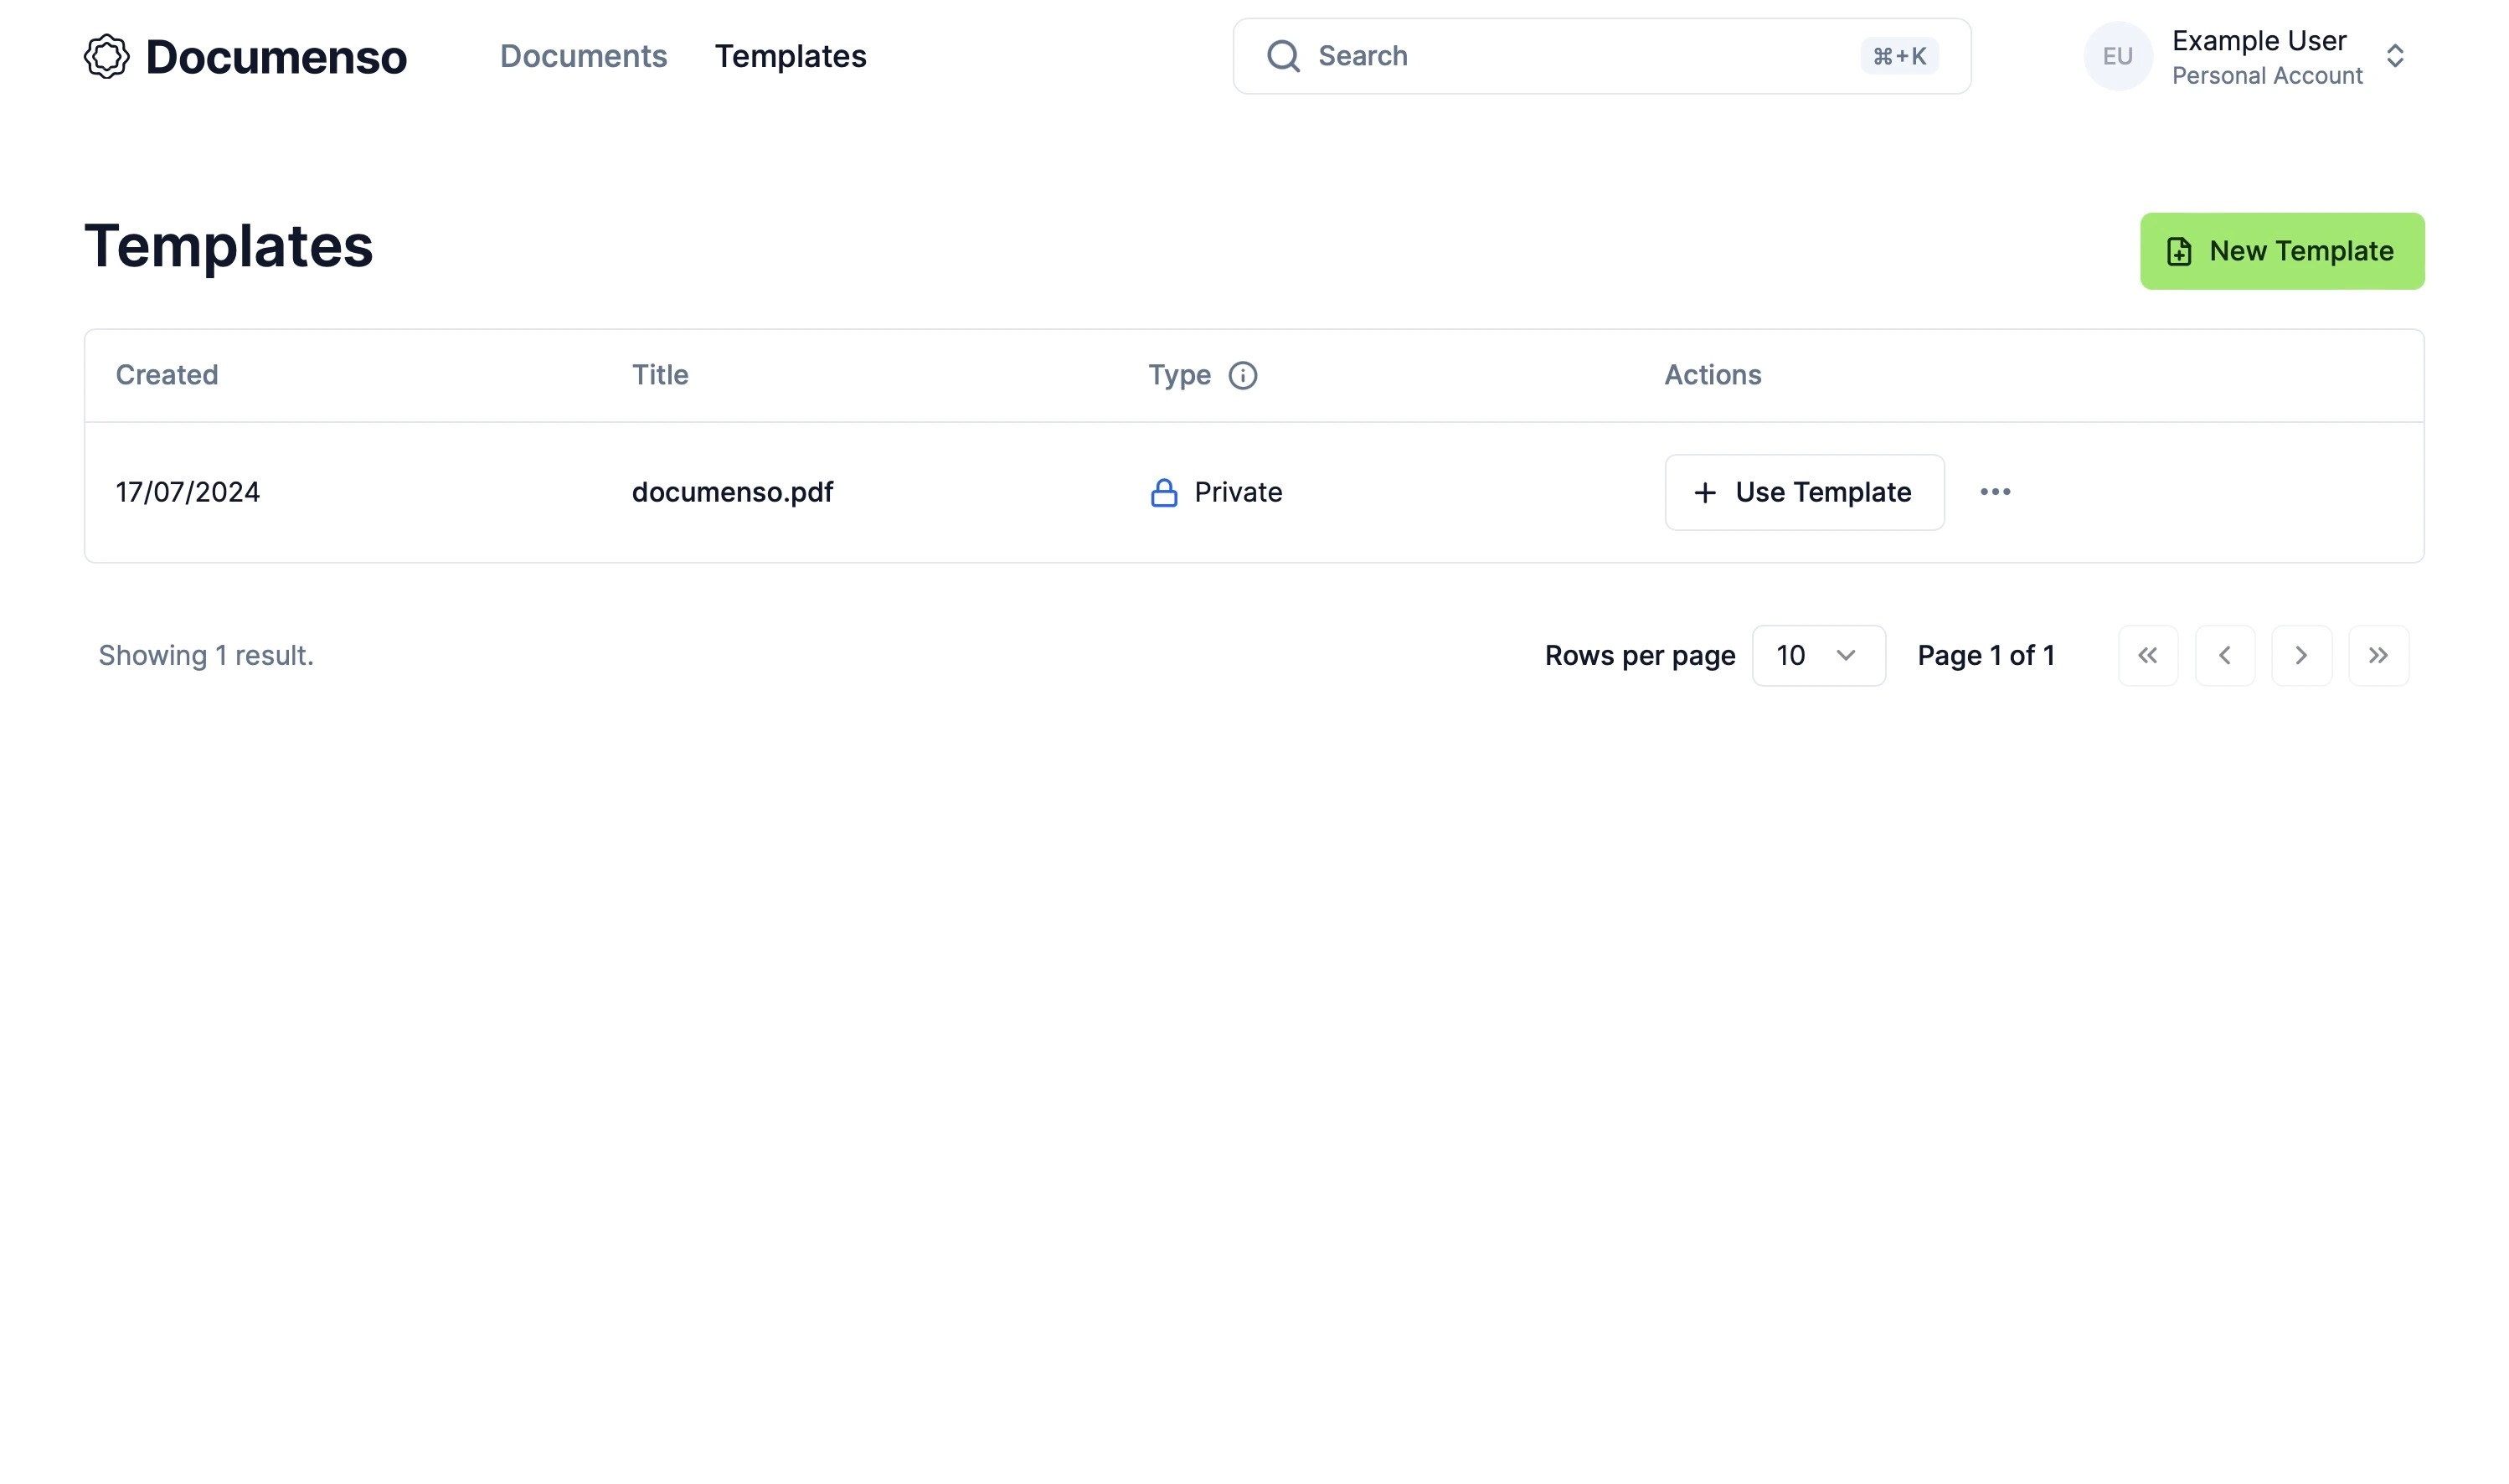 Documenso
Documents
Templates
Search
⌘+K
EU
Example User
Personal Account
Templates
New Template
Created
Title
Type
Actions
17/07/2024
documenso.pdf
Private
Use Template
Showing 1 result.
Rows per page
10
Page 1 of 1